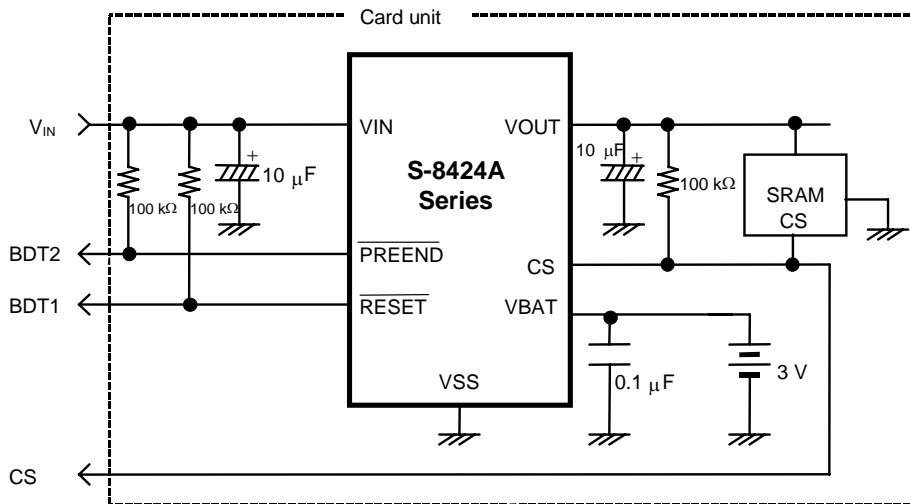 Card unit
V_IN
VIN
VOUT
10 μF
+
+
10 μF
S-8424A
Series
100 kΩ
100 kΩ
100 kΩ
SRAM
CS
BDT2
PREEND
CS
BDT1
RESET
VBAT
0.1 μF
3 V
VSS
CS